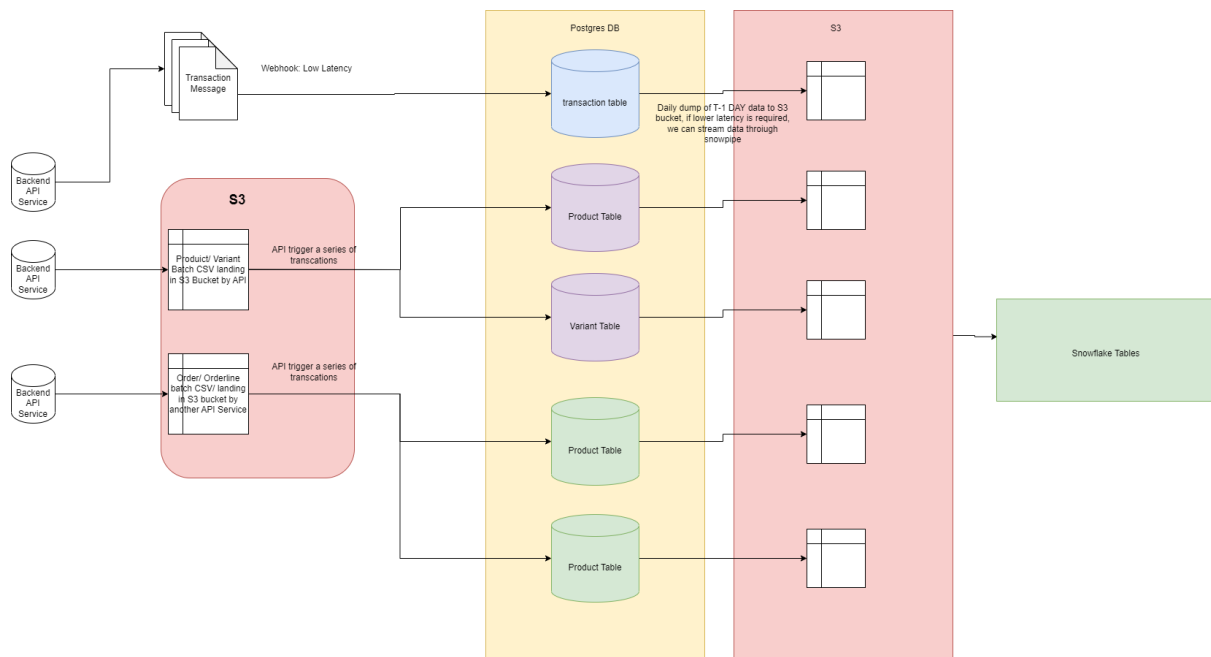 Postgres DB
S3
Transaction
Message
Webhook: Low Latency
transaction table
Daily dump of T-1 DAY data to S3
bucket, if lower latency is required,
we can stream data throiugh
snowpipe
Backend
API
Service
S3
Product Table
Backend
API
Service
Product/ Variant
Batch CSV landing
in S3 Bucket by API
API trigger a series of
transcations
Variant Table
Snowflake Tables
Backend
API
Service
Order/ Orderline
batch CSV/ landing
in S3 bucket by
another API Service
API trigger a series of
transcations
Product Table
Product Table